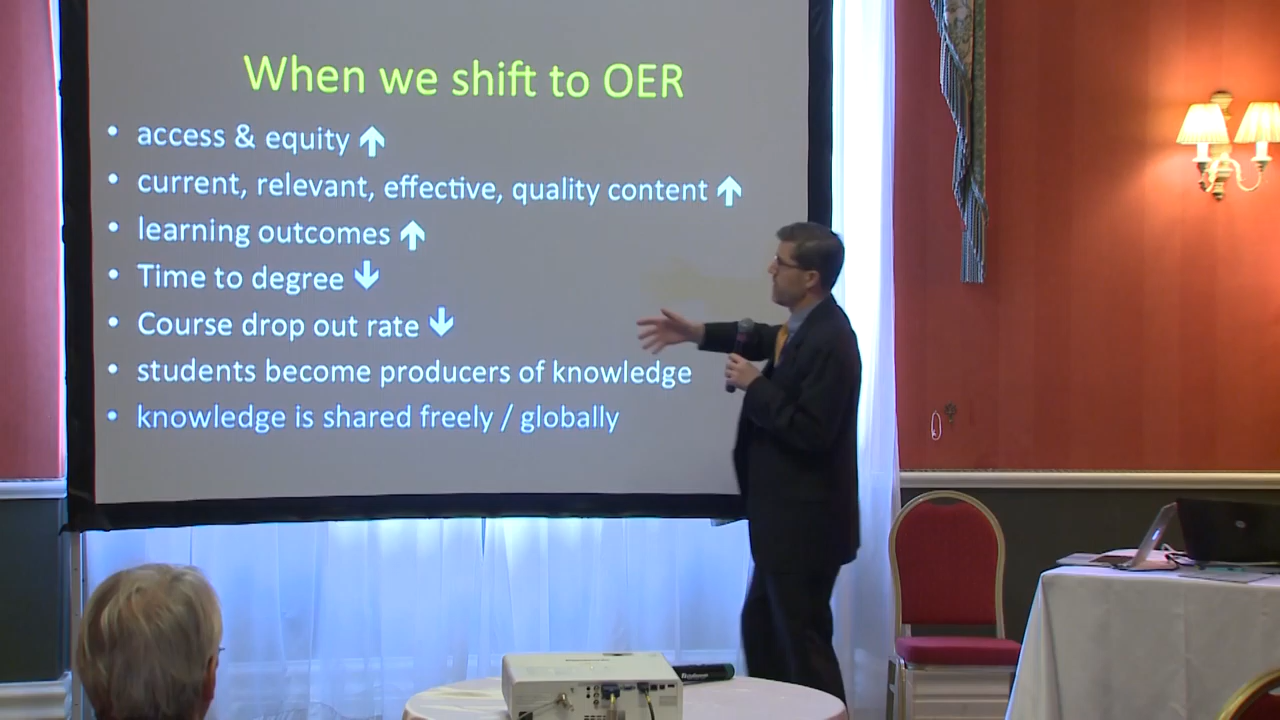 When we shift to OER
• access & equity ↑
• current, relevant, effective, quality content ↑
• learning outcomes ↑
• Time to degree ↓
• Course drop out rate ↓
• students become producers of knowledge
• knowledge is shared freely / globally